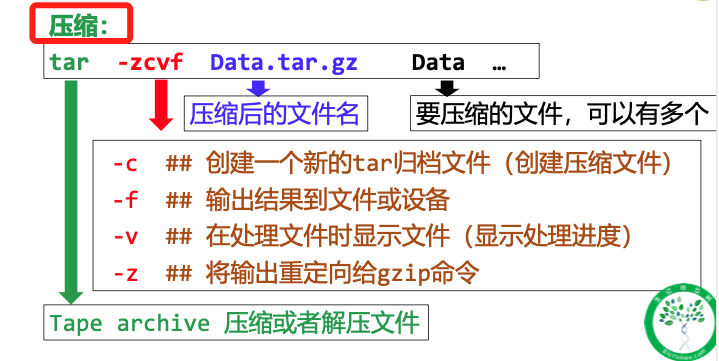 压缩：
tar -zcvf Data.tar.gz Data …
压缩后的文件名
要压缩的文件，可以有多个
-c ## 创建一个新的tar归档文件（创建压缩文件）
-f ## 输出结果到文件或设备
-v ## 在处理文件时显示文件（显示处理进度）
-z ## 将输出重定向给gzip命令
Tape archive 压缩或者解压文件